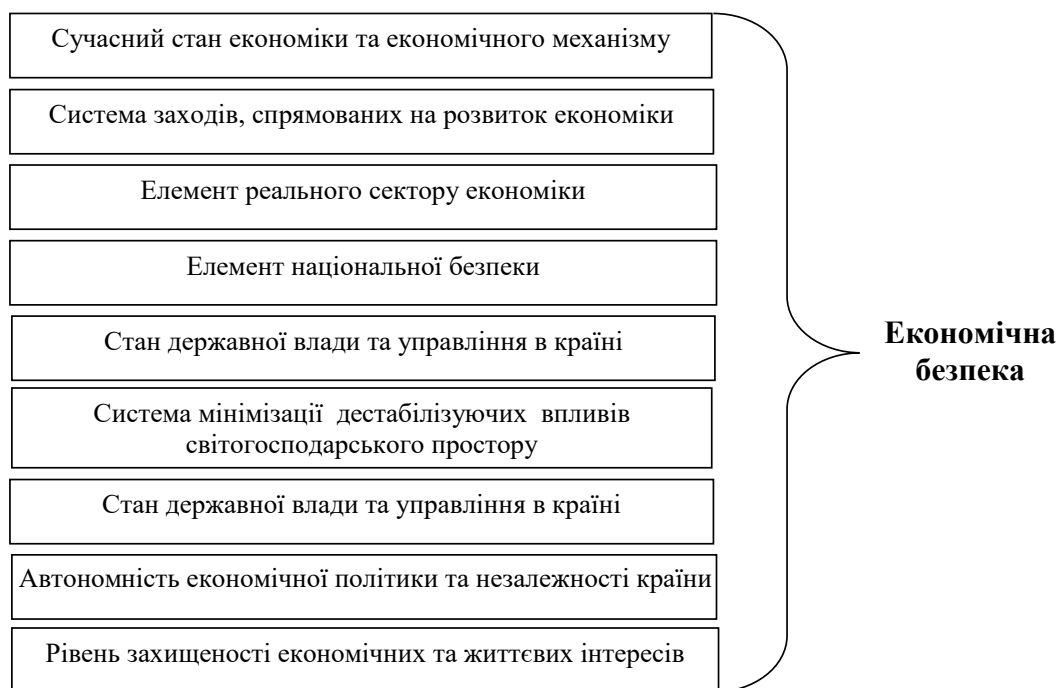 Сучасний стан економіки та економічного механізму
Система заходів, спрямованих на розвиток економіки
Елемент реального сектору економіки
Елемент національної безпеки
Стан державної влади та управління в країні
Система мінімізації дестабілізуючих впливів
світогосподарського простору
Стан державної влади та управління в країні
Автономність економічної політики та незалежності країни
Рівень захищеності економічних та життєвих інтересів
Економічна
безпека